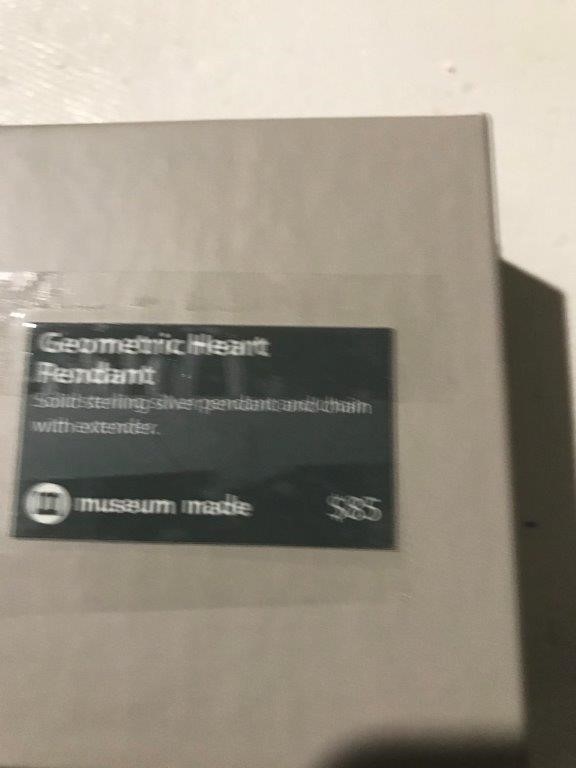 Geometric Heart
Pendant
Solid sterling silver pendant and chain
with extender.
m museum made $85